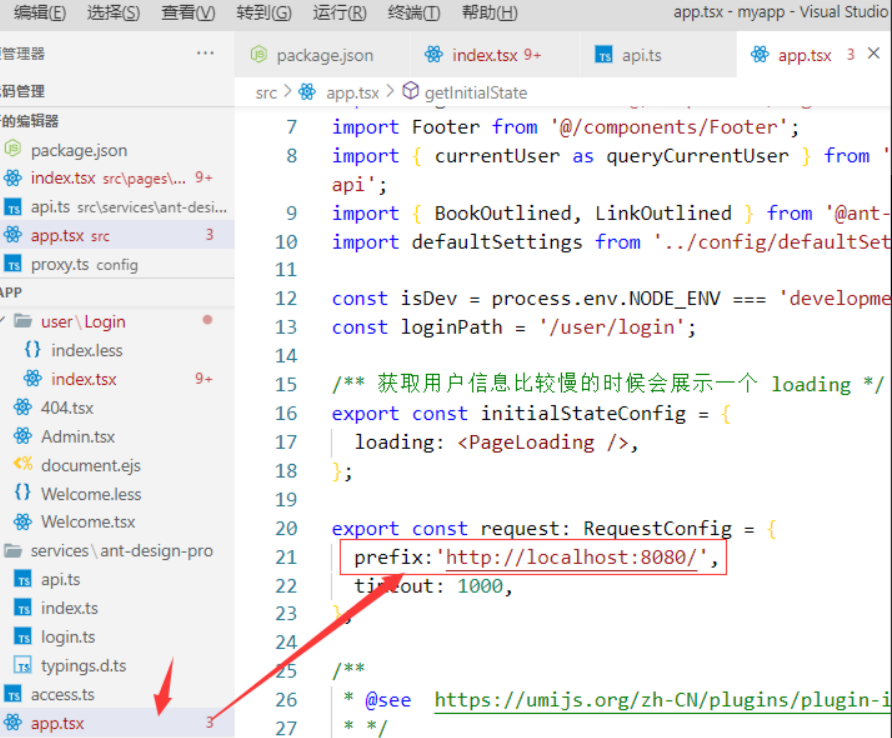 编辑(E) 选择(S) 查看(V) 转到(G) 运行(R) 终端(T) 帮助(H) app.tsx - myapp - Visual Studio
管理器 ...
package.json index.tsx 9+ api.ts app.tsx 3
码管理
src > app.tsx > getInitialState
的编辑器
package.json
index.tsx src\pages\... 9+
api.ts src\services\ant-desi...
app.tsx src 3
proxy.ts config
APP
user\Login
index.less
index.tsx 9+
404.tsx
Admin.tsx
document.ejs
Welcome.less
Welcome.tsx
services\ant-design-pro
api.ts
index.ts
login.ts
typings.d.ts
access.ts
app.tsx 3
7 import Footer from '@/components/Footer';
8 import { currentUser as queryCurrentUser } from '
api';
9 import { BookOutlined, LinkOutlined } from '@ant-
10 import defaultSettings from '../config/defaultSet
11
12 const isDev = process.env.NODE_ENV === 'developme
13 const loginPath = '/user/login';
14
15 /** 获取用户信息比较慢的时候会展示一个 loading */
16 export const initialStateConfig = {
17 loading: <PageLoading />,
18 };
19
20 export const request: RequestConfig = {
21 prefix:'http://localhost:8080/',
22 timeout: 1000,
23 };
24
25 /**
26 * @see https://umijs.org/zh-CN/plugins/plugin-i
27 * */